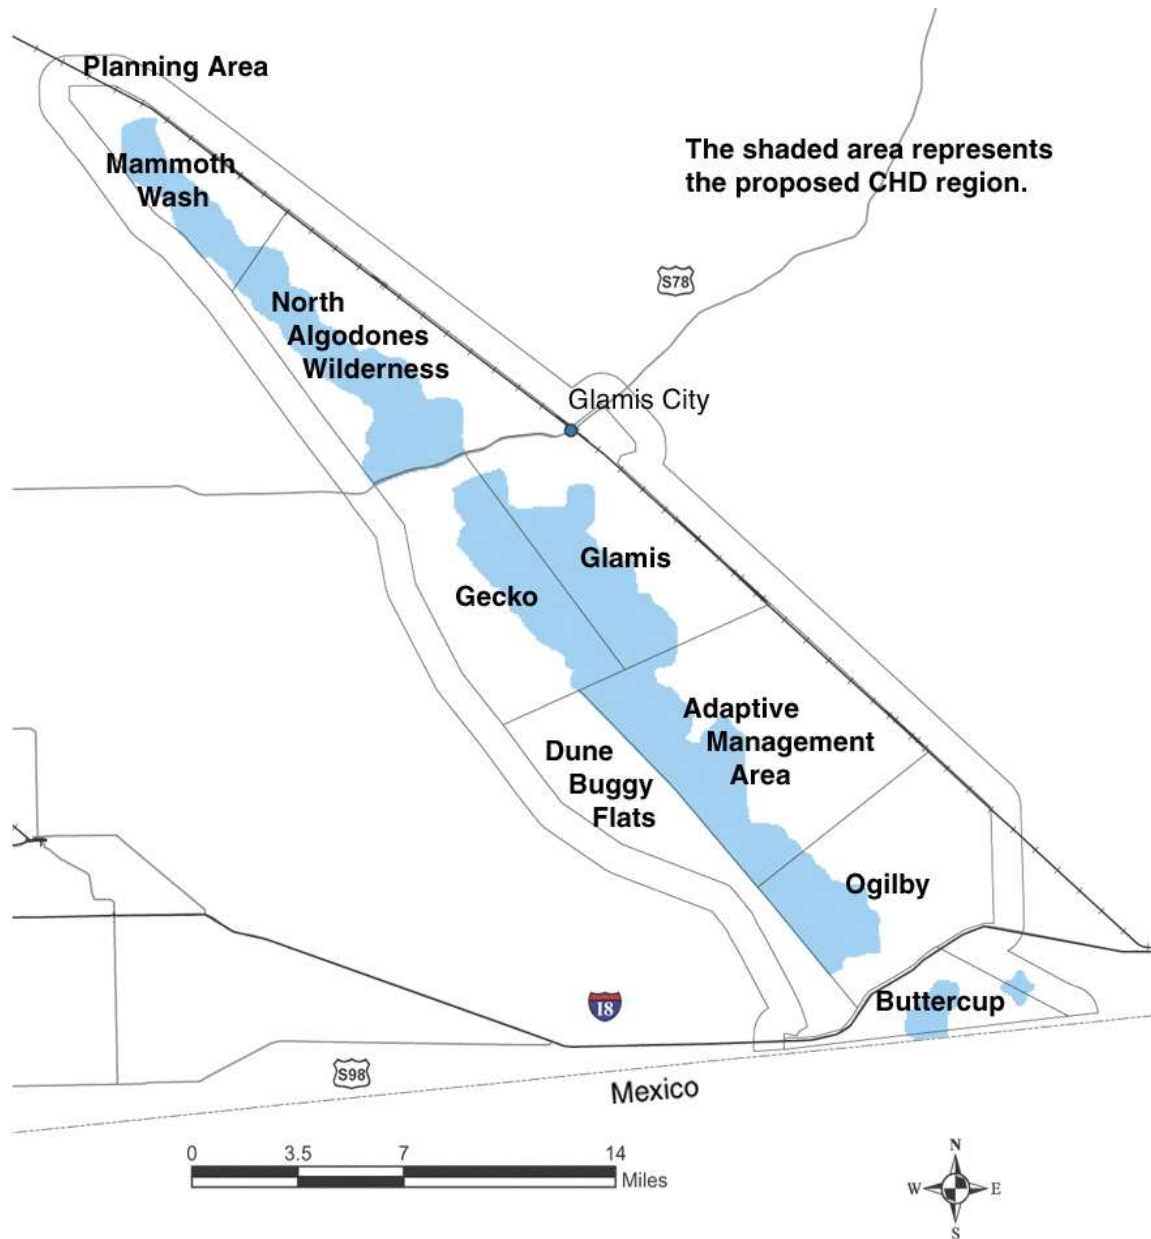 Planning Area
The shaded area represents
the proposed CHD region.
Mammoth
Wash
S78
North
Algodones
Wilderness
Glamis City
Glamis
Gecko
Adaptive
Management
Area
Dune
Buggy
Flats
Ogilby
Buttercup
I8
S98
Mexico
0 3.5 7 14
Miles
N
W E
S